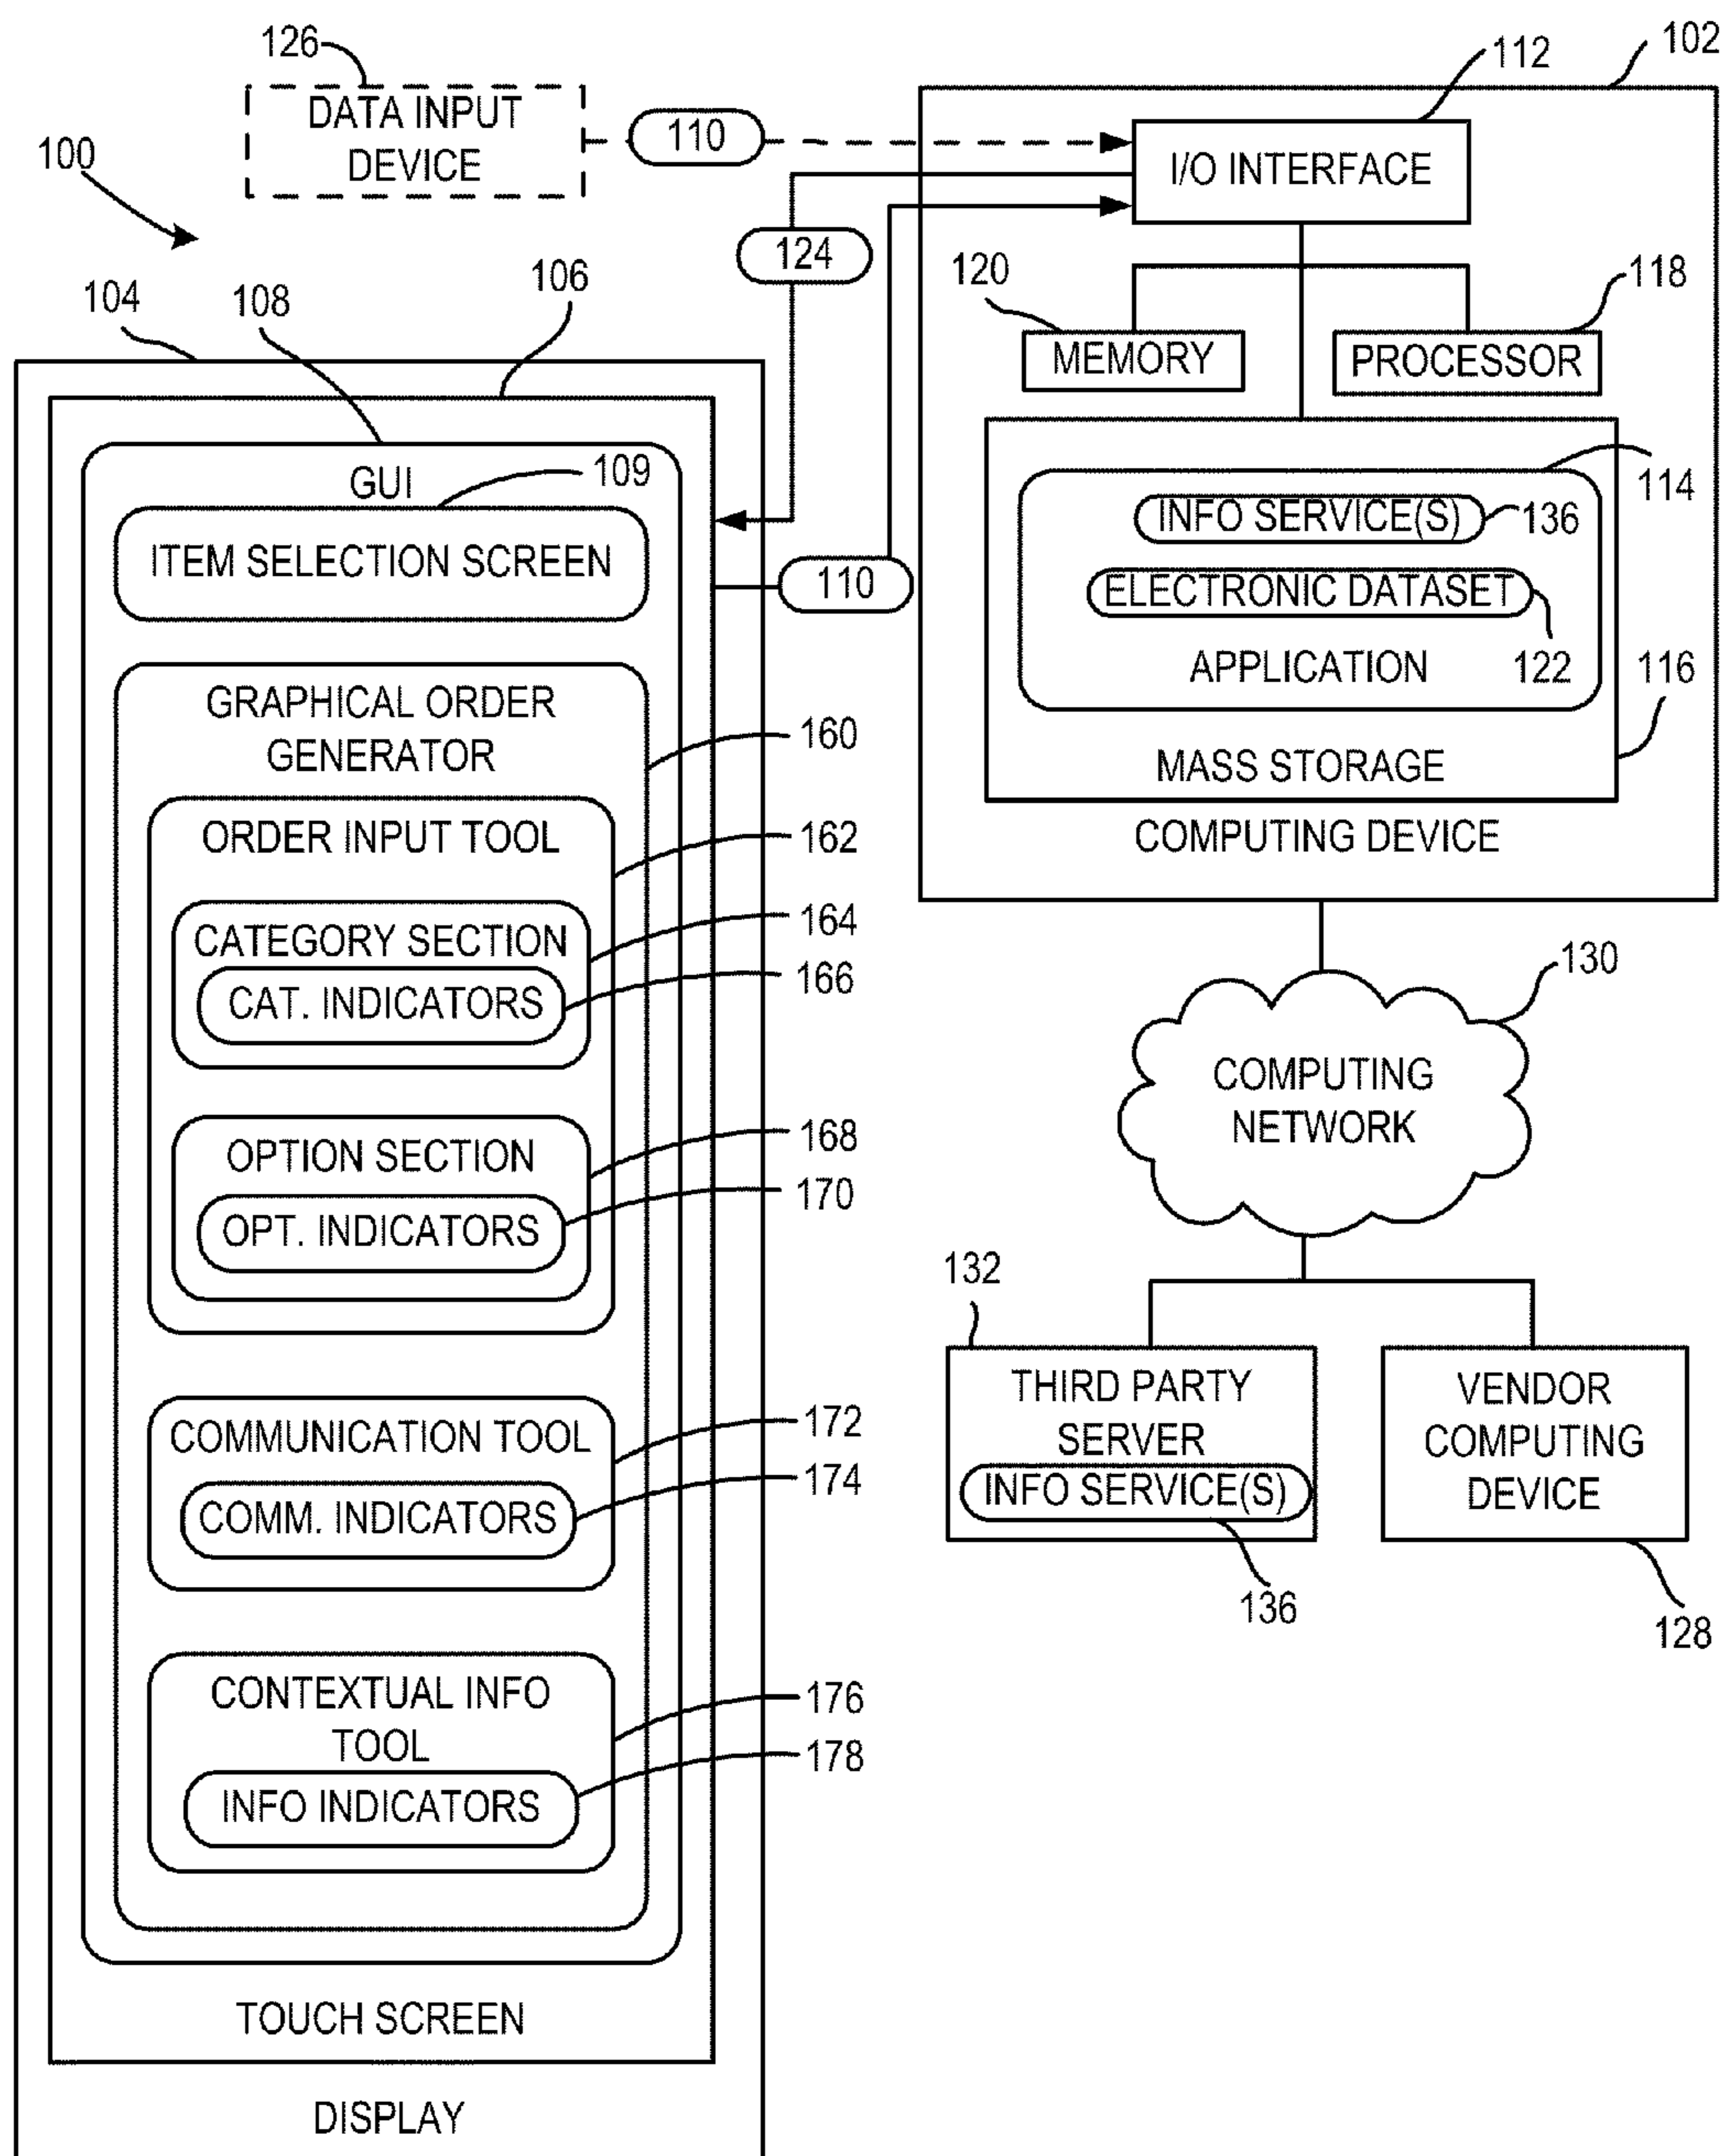 126
DATA INPUT
DEVICE
110
112
102
100
I/O INTERFACE
124
120
118
MEMORY
PROCESSOR
104
108
106
GUI
109
ITEM SELECTION SCREEN
110
INFO SERVICE(S)
136
114
ELECTRONIC DATASET
122
APPLICATION
116
MASS STORAGE
COMPUTING DEVICE
GRAPHICAL ORDER
GENERATOR
160
ORDER INPUT TOOL
162
CATEGORY SECTION
164
CAT. INDICATORS
166
OPTION SECTION
168
OPT. INDICATORS
170
COMMUNICATION TOOL
172
COMM. INDICATORS
174
CONTEXTUAL INFO
TOOL
176
INFO INDICATORS
178
TOUCH SCREEN
DISPLAY
130
COMPUTING
NETWORK
132
THIRD PARTY
SERVER
INFO SERVICE(S)
136
VENDOR
COMPUTING
DEVICE
128